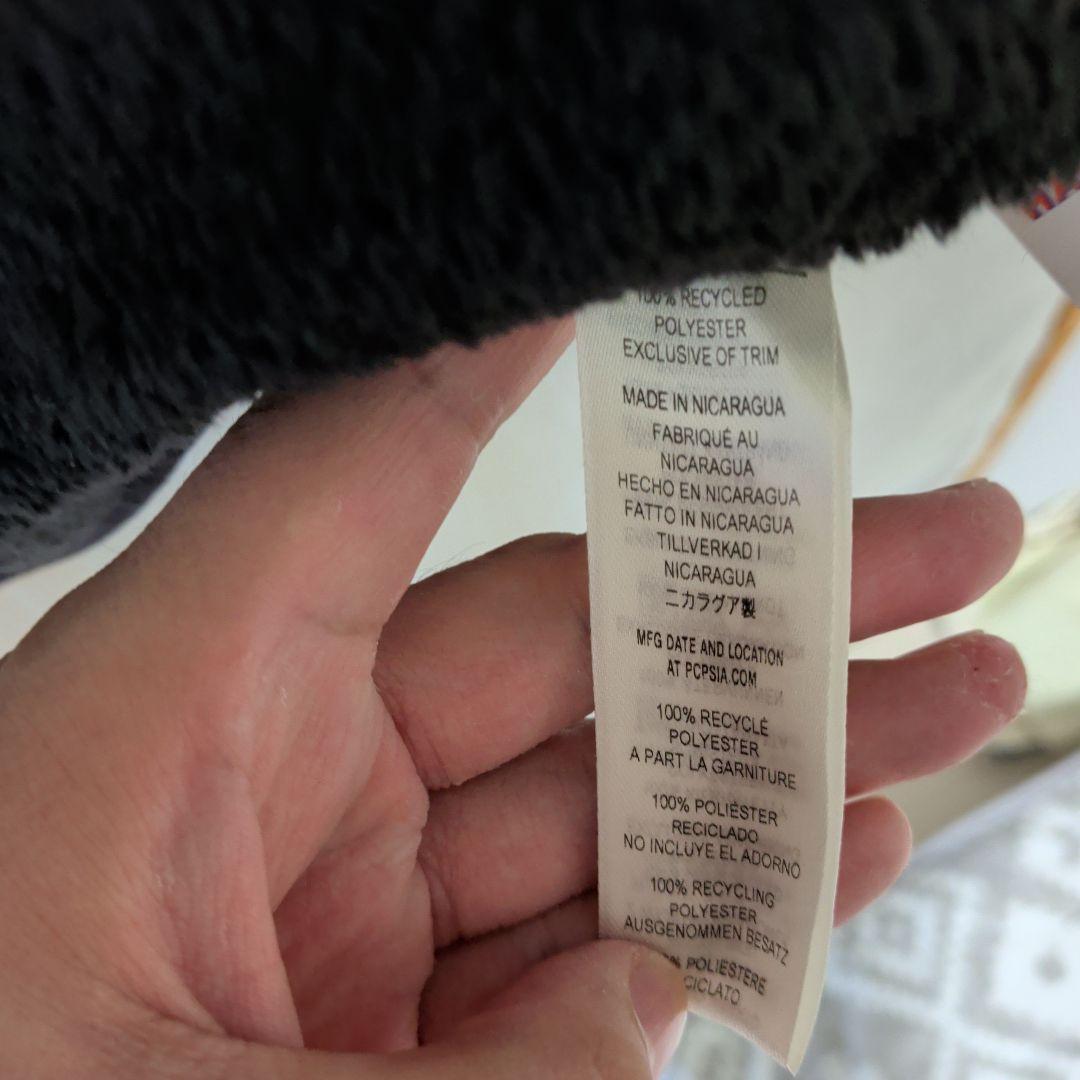 100% RECYCLED
POLYESTER
EXCLUSIVE OF TRIM
MADE IN NICARAGUA
FABRIQUÉ AU
NICARAGUA
HECHO EN NICARAGUA
FATTO IN NICARAGUA
TILLVERKAD I
NICARAGUA
ニカラグア製
MFG DATE AND LOCATION
AT PCPSIA.COM
100% RECYCLÉ
POLYESTER
A PART LA GARNITURE
100% POLIÉSTER
RECICLADO
NO INCLUYE EL ADORNO
100% RECYCLING
POLYESTER
AUSGENOMMEN BESATZ
% POLIESTERE
CICLATO